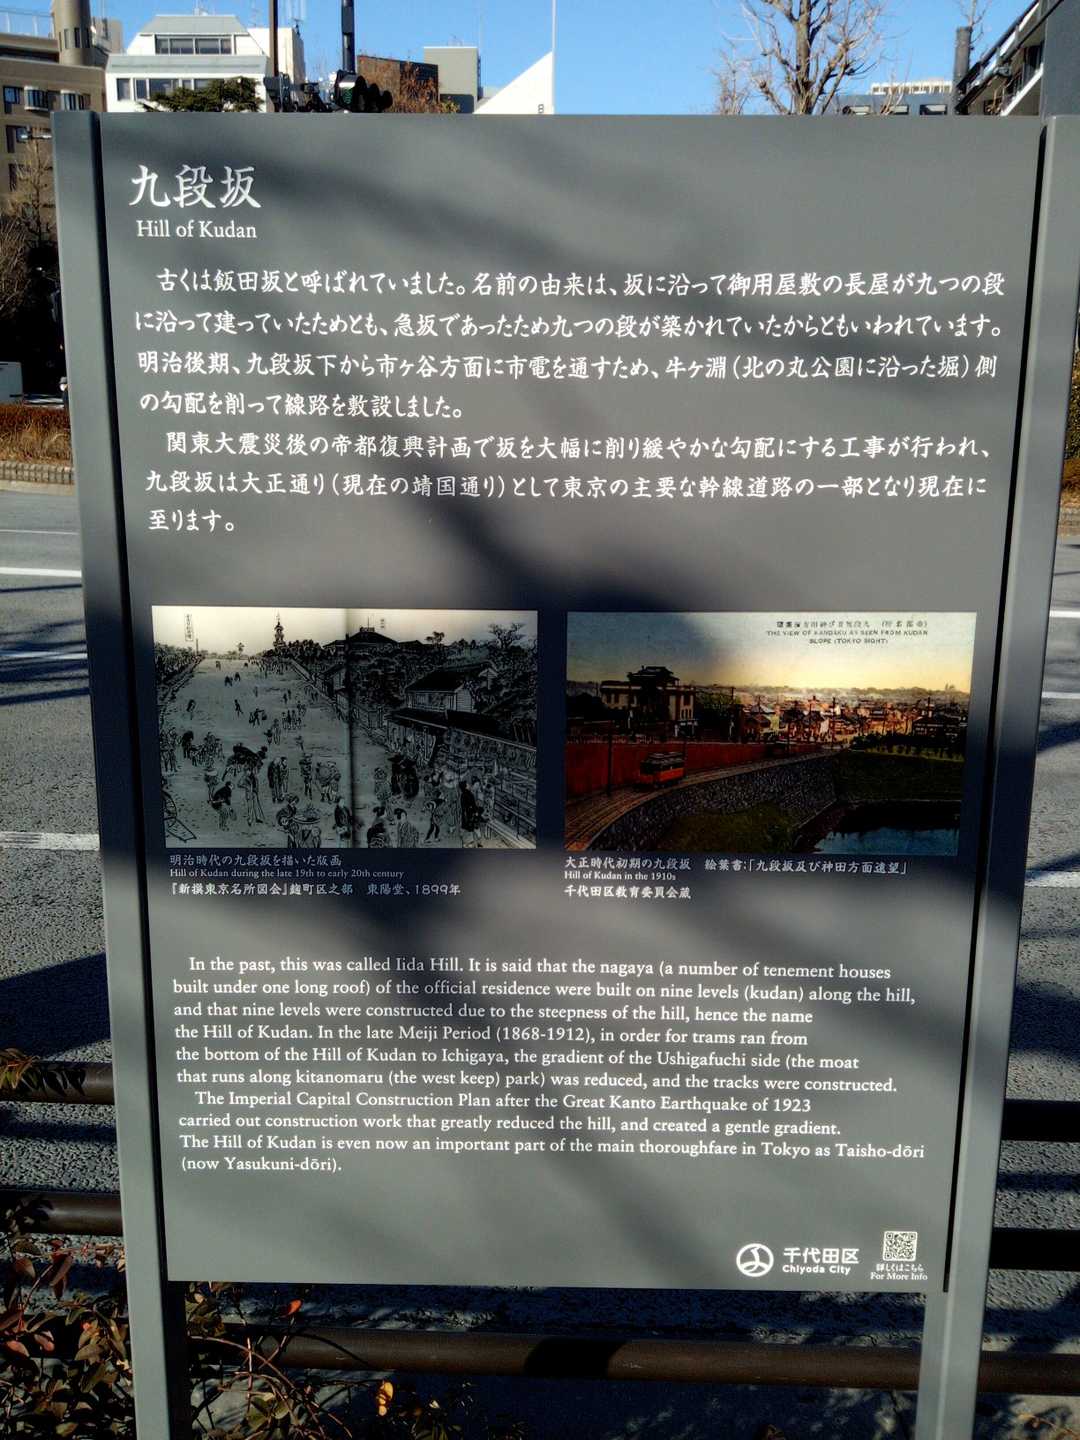 九段坂
Hill of Kudan
古くは飯田坂と呼ばれていました。名前の由来は、坂に沿って御用屋敷の長屋が九つの段
に沿って建っていたためとも、急坂であったため九つの段が築かれていたからともいわれています。
明治後期、九段坂下から市ヶ谷方面に市電を通すため、牛ヶ淵（北の丸公園に沿った堀）側
の勾配を削って線路を敷設しました。
関東大震災後の帝都復興計画で坂を大幅に削り緩やかな勾配にする工事が行われ、
九段坂は大正通り（現在の靖国通り）として東京の主要な幹線道路の一部となり現在に
至ります。
THE VIEW OF KANDAKU AS SEEN FROM KUDAN
SLOPE (TOKYO SIGHT)
明治時代の九段坂を描いた版画
Hill of Kudan during the late 19th to early 20th century
『新撰東京名所図会』麹町区之部　東陽堂、1899年
大正時代初期の九段坂　絵葉書：「九段坂及び神田方面遠望」
Hill of Kudan in the 1910s
千代田区教育委員会蔵
In the past, this was called Iida Hill. It is said that the nagaya (a number of tenement houses
built under one long roof) of the official residence were built on nine levels (kudan) along the hill,
and that nine levels were constructed due to the steepness of the hill, hence the name
the Hill of Kudan. In the late Meiji Period (1868-1912), in order for trams ran from
the bottom of the Hill of Kudan to Ichigaya, the gradient of the Ushigafuchi side (the moat
that runs along kitanomaru (the west keep) park) was reduced, and the tracks were constructed.
The Imperial Capital Construction Plan after the Great Kanto Earthquake of 1923
carried out construction work that greatly reduced the hill, and created a gentle gradient.
The Hill of Kudan is even now an important part of the main thoroughfare in Tokyo as Taisho-dōri
(now Yasukuni-dōri).
千代田区
Chiyoda City
詳しくはこちら
For More Info